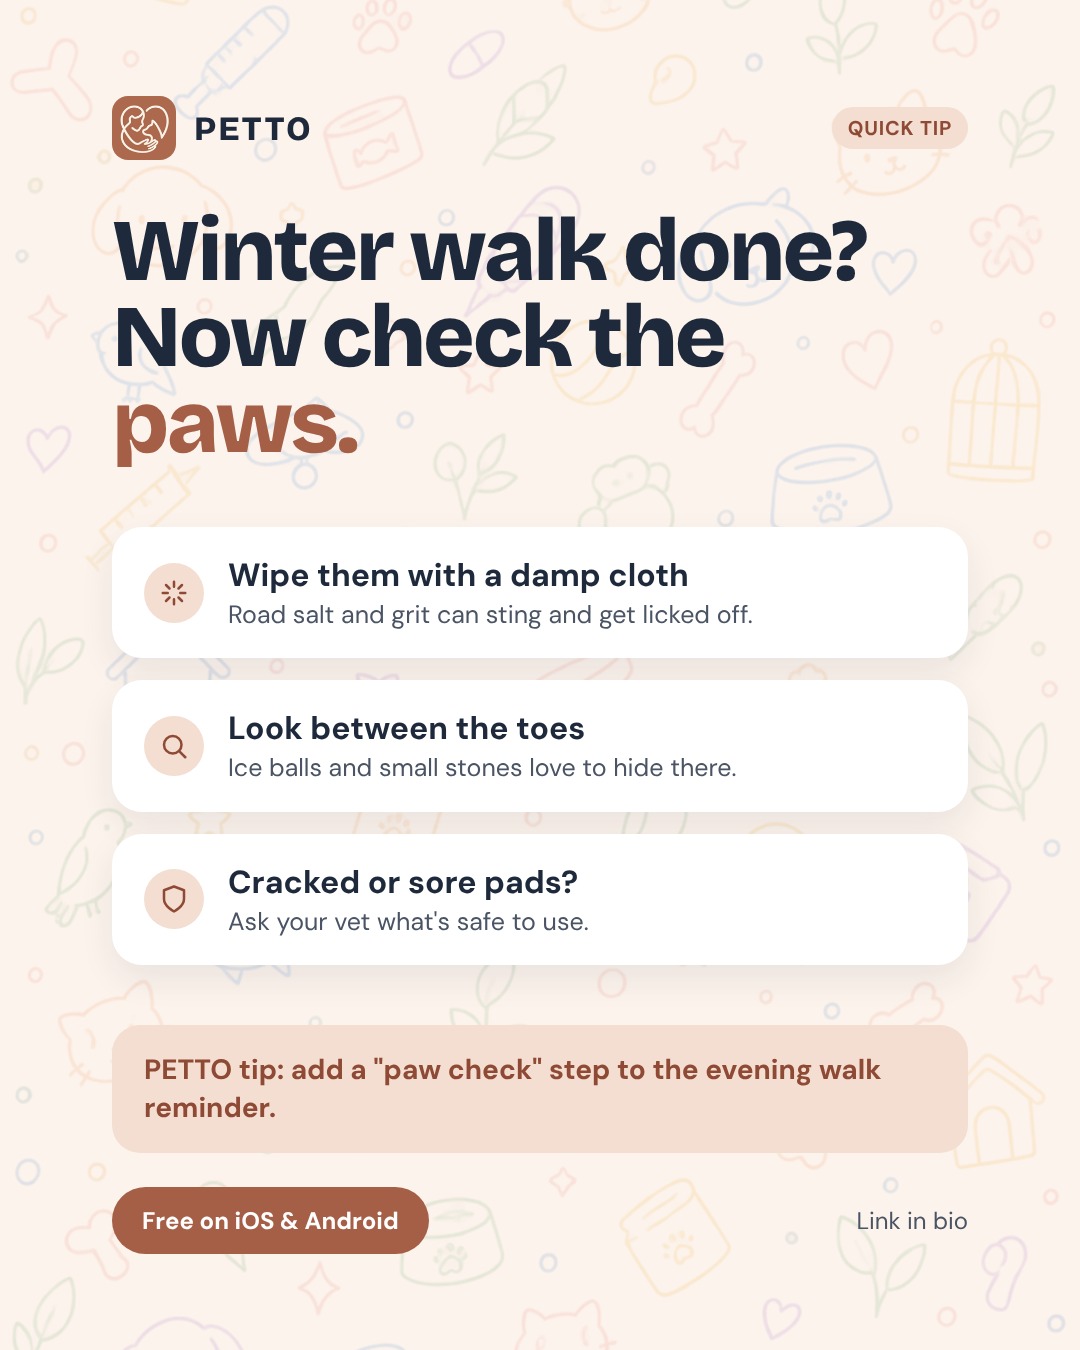 PETTO
QUICK TIP
Winter walk done?
Now check the
paws.
Wipe them with a damp cloth
Road salt and grit can sting and get licked off.
Look between the toes
Ice balls and small stones love to hide there.
Cracked or sore pads?
Ask your vet what's safe to use.
PETTO tip: add a "paw check" step to the evening walk
reminder.
Free on iOS & Android
Link in bio